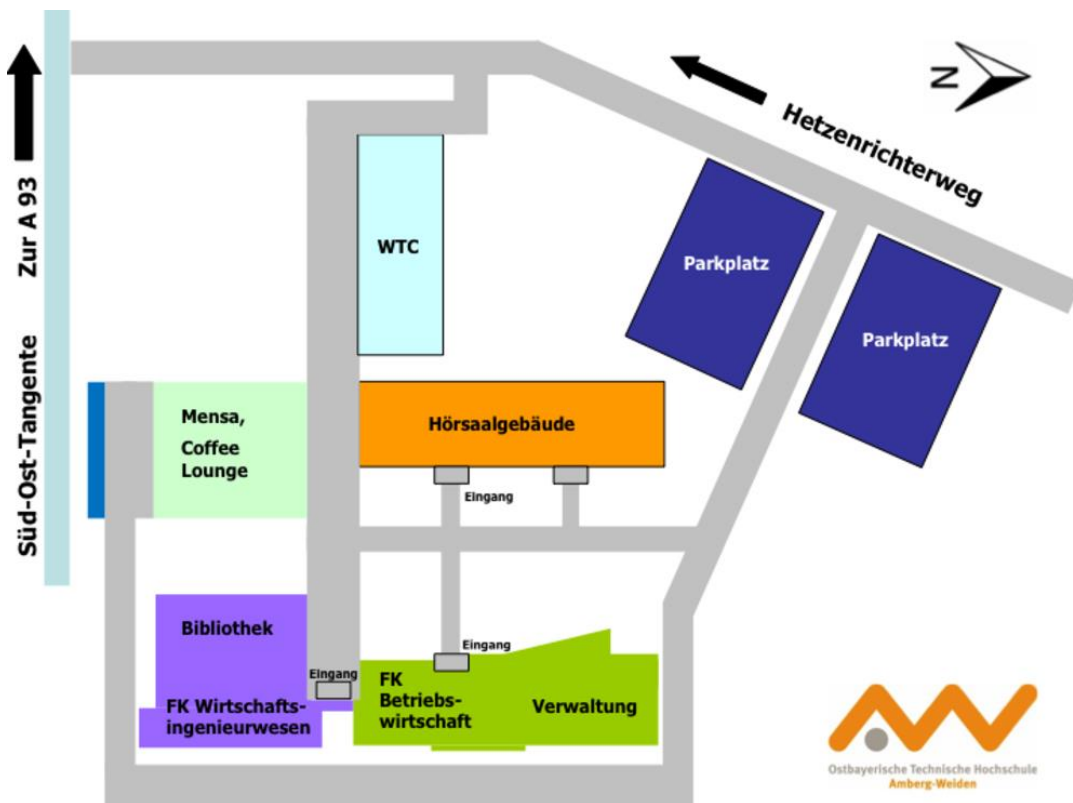 N
Hetzenrichterweg
Süd-Ost-Tangente Zur A 93
WTC
Parkplatz
Parkplatz
Mensa,
Coffee
Lounge
Hörsaalgebäude
Eingang
Bibliothek
Eingang
Eingang
FK Wirtschafts-
ingenieurwesen
FK
Betriebs-
wirtschaft
Verwaltung
Ostbayerische Technische Hochschule
Amberg-Weiden